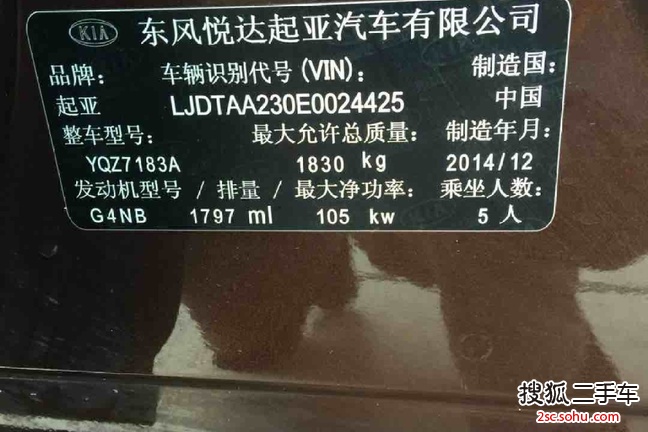 KIA 东风悦达起亚汽车有限公司
品牌: 车辆识别代号(VIN): 制造国:
起亚 LJDTAA230E0024425 中国
整车型号: 最大允许总质量: 制造年月:
YQZ7183A 1830 kg 2014/12
发动机型号 / 排量 / 最大净功率: 乘坐人数:
G4NB 1797 ml 105 kw 5 人
搜狐二手车
2sc.sohu.com